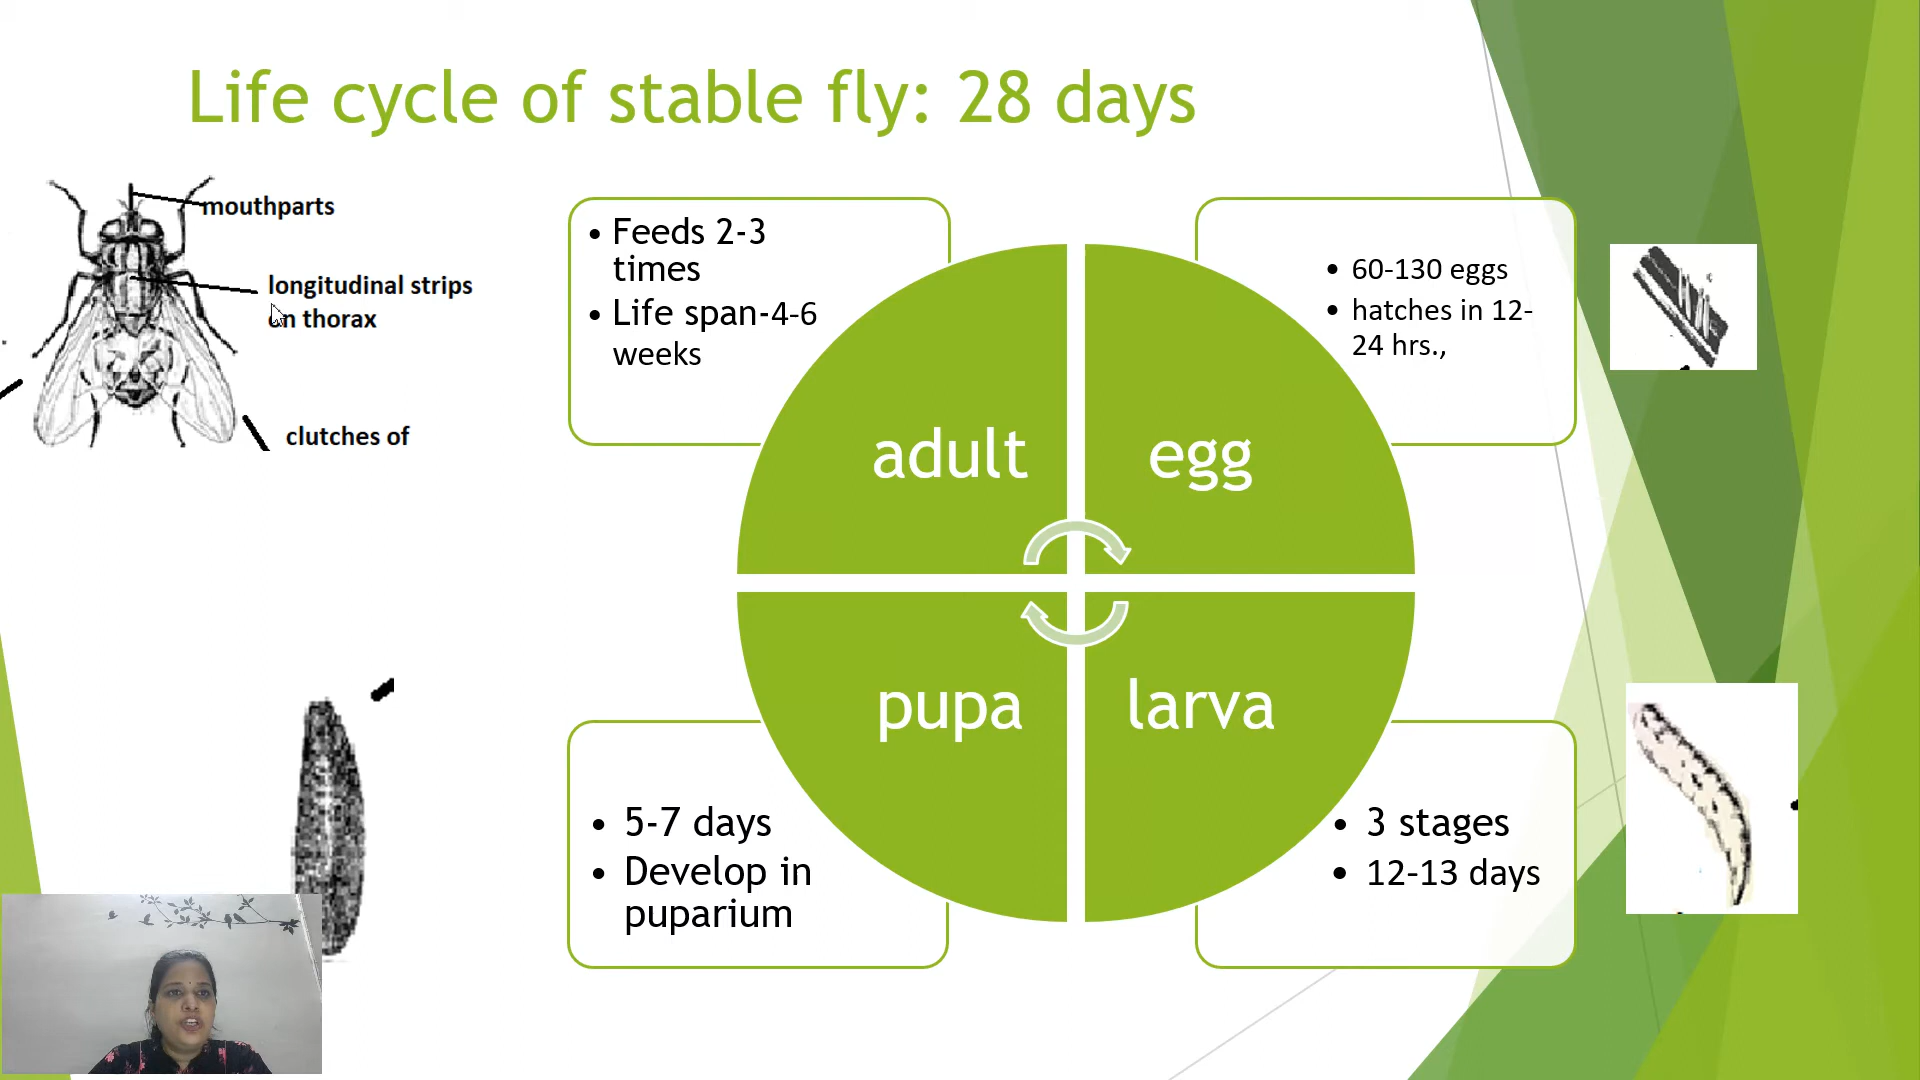 Life cycle of stable fly: 28 days
mouthparts
longitudinal strips
on thorax
clutches of
• Feeds 2-3
times
• Life span-4-6
weeks
• 60-130 eggs
• hatches in 12-
24 hrs.,
adult
egg
pupa
larva
• 5-7 days
• Develop in
puparium
• 3 stages
• 12-13 days